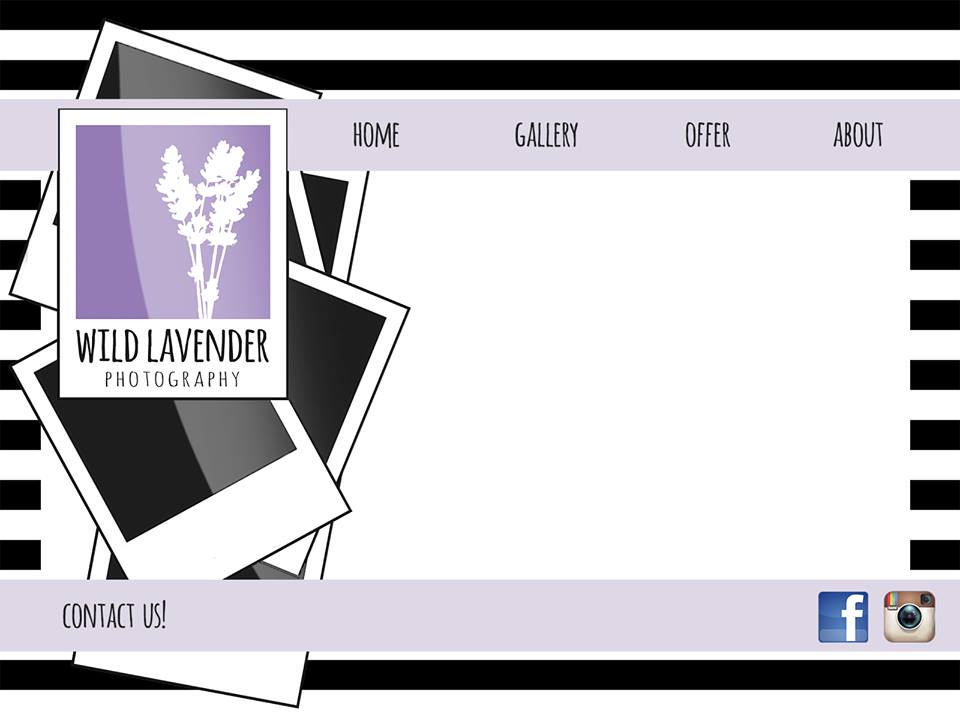 HOME
GALLERY
OFFER
ABOUT
WILD LAVENDER
PHOTOGRAPHY
CONTACT US!
f